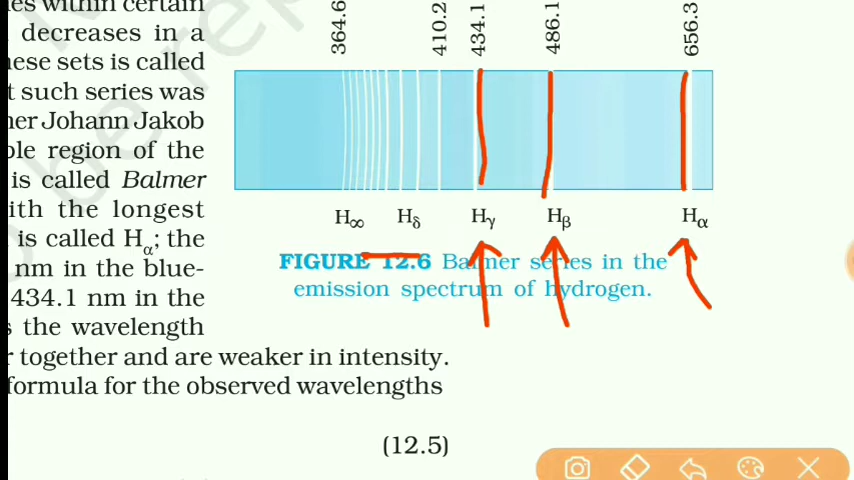 ies within certain
decreases in a
hese sets is called
t such series was
ner Johann Jakob
ble region of the
is called Balmer
ith the longest
is called Hα; the
nm in the blue-
434.1 nm in the
s the wavelength
r together and are weaker in intensity.
formula for the observed wavelengths
364.6
410.2
434.1
486.1
656.3
H∞
Hδ
Hγ
Hβ
Hα
FIGURE 12.6 Balmer series in the
emission spectrum of hydrogen.
(12.5)